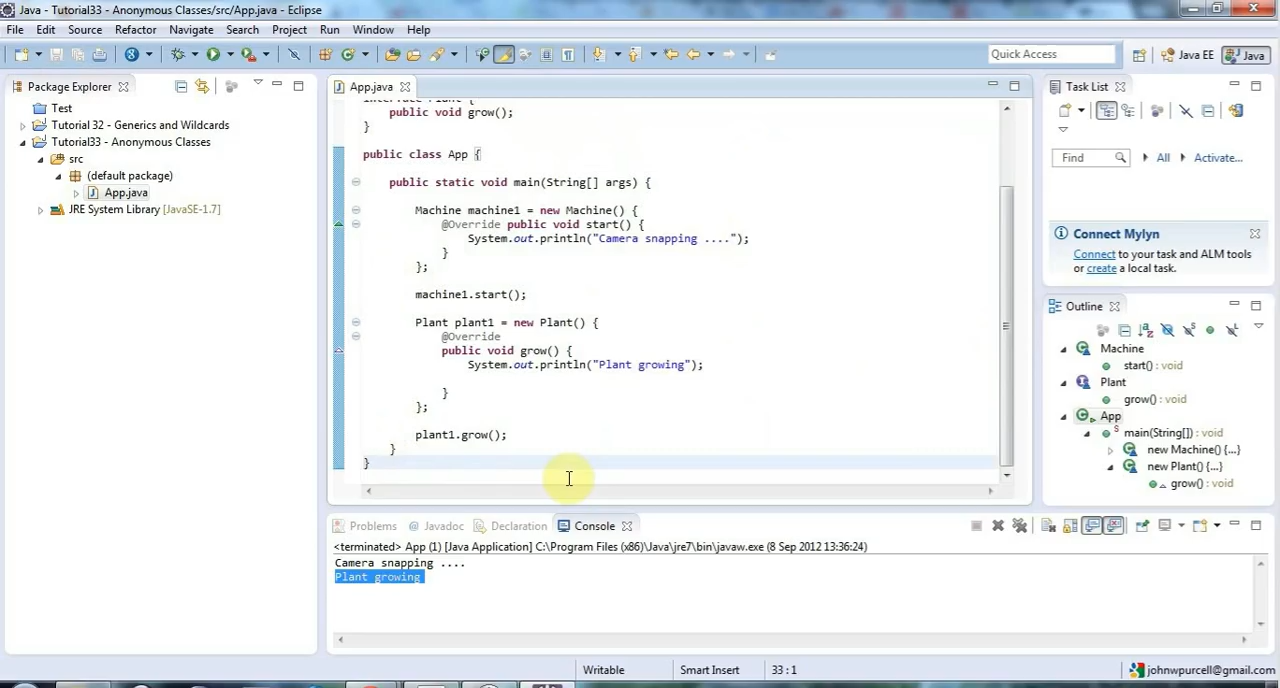 Java - Tutorial33 - Anonymous Classes/src/App.java - Eclipse
File Edit Source Refactor Navigate Search Project Run Window Help
Quick Access
Java EE
Java
Package Explorer
Test
Tutorial 32 - Generics and Wildcards
Tutorial33 - Anonymous Classes
src
(default package)
App.java
JRE System Library [JavaSE-1.7]
App.java
interface Plant {
public void grow();
}
public class App {
public static void main(String[] args) {
Machine machine1 = new Machine() {
@Override public void start() {
System.out.println("Camera snapping ....");
}
};
machine1.start();
Plant plant1 = new Plant() {
@Override
public void grow() {
System.out.println("Plant growing");
}
};
plant1.grow();
}
}
Task List
Find
All
Activate...
Connect Mylyn
Connect to your task and ALM tools
or create a local task.
Outline
Machine
start() : void
Plant
grow() : void
App
main(String[]) : void
new Machine() {...}
new Plant() {...}
grow() : void
Problems
@ Javadoc
Declaration
Console
<terminated> App (1) [Java Application] C:\Program Files (x86)\Java\jre7\bin\javaw.exe (8 Sep 2012 13:36:24)
Camera snapping ....
Plant growing
Writable
Smart Insert
33 : 1
johnwpurcell@gmail.com